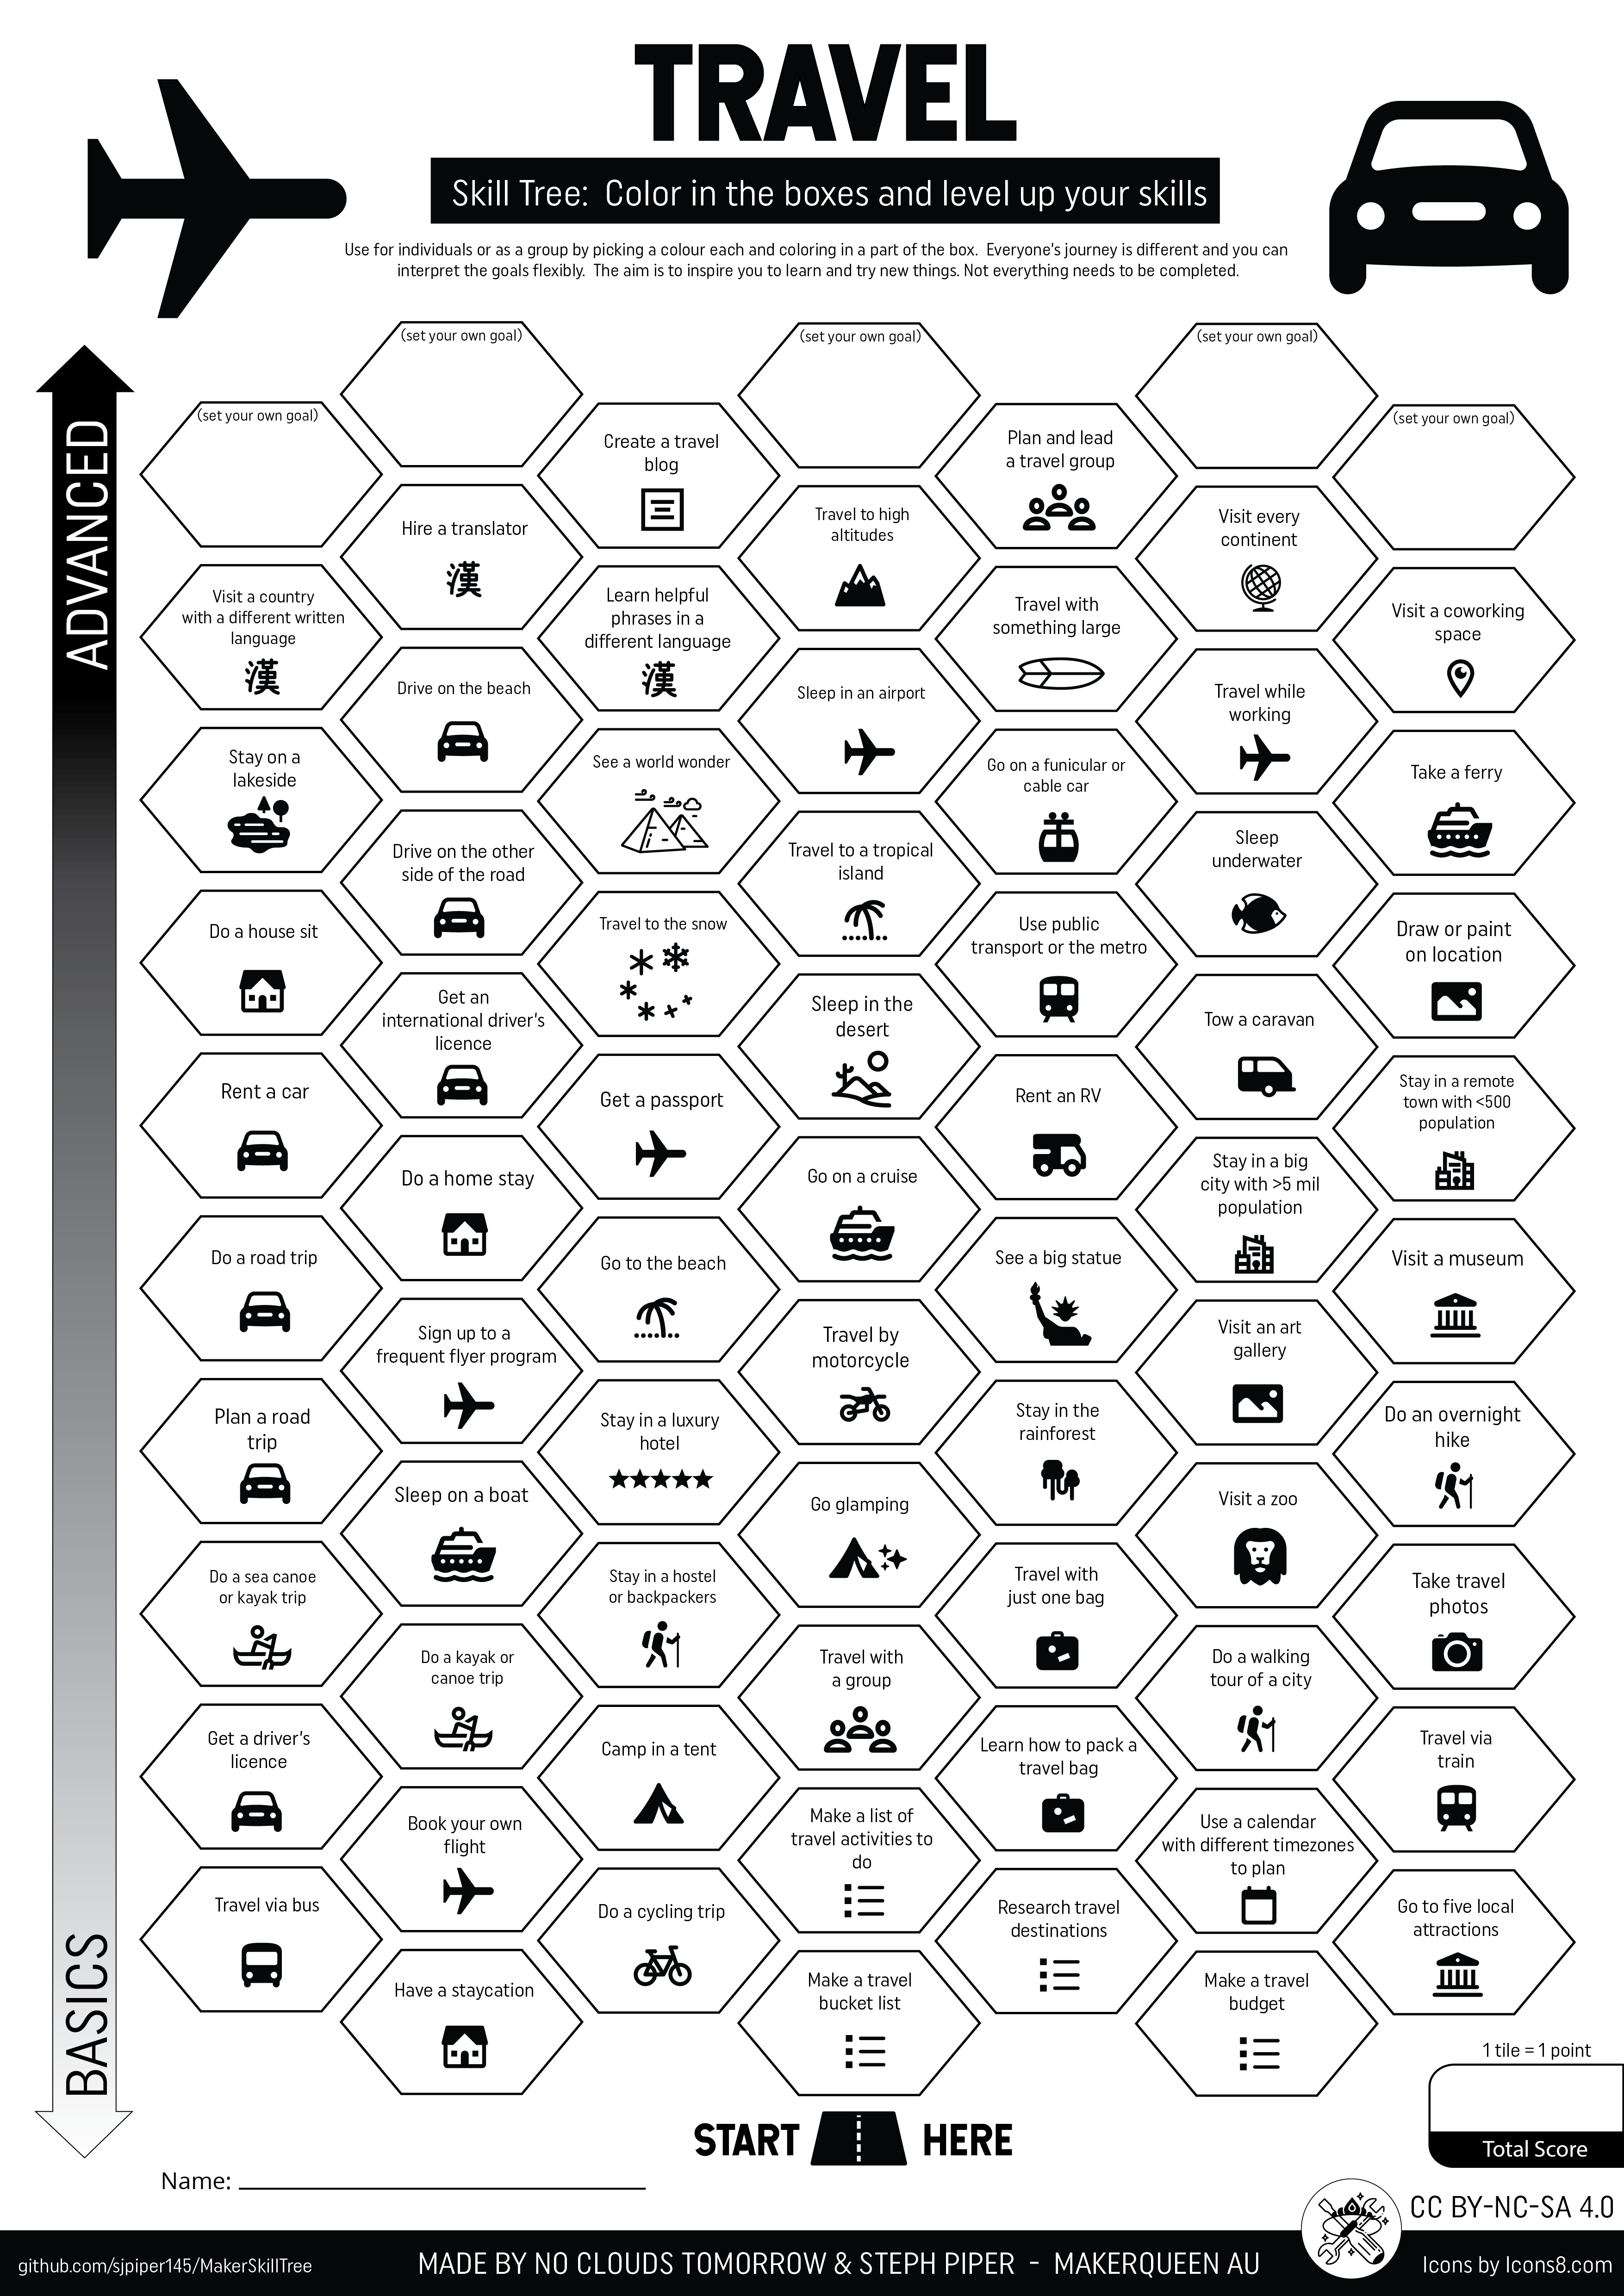 TRAVEL
Skill Tree: Color in the boxes and level up your skills
Use for individuals or as a group by picking a colour each and coloring in a part of the box. Everyone's journey is different and you can
interpret the goals flexibly. The aim is to inspire you to learn and try new things. Not everything needs to be completed.
ADVANCED
BASICS
(set your own goal)
(set your own goal)
(set your own goal)
(set your own goal)
(set your own goal)
Create a travel
blog
Plan and lead
a travel group
Hire a translator
Travel to high
altitudes
Visit every
continent
Visit a country
with a different written
language
Learn helpful
phrases in a
different language
Travel with
something large
Visit a coworking
space
Drive on the beach
Sleep in an airport
Travel while
working
Stay on a
lakeside
See a world wonder
Go on a funicular or
cable car
Take a ferry
Drive on the other
side of the road
Travel to a tropical
island
Sleep
underwater
Do a house sit
Travel to the snow
Use public
transport or the metro
Draw or paint
on location
Get an
international driver's
licence
Sleep in the
desert
Tow a caravan
Rent a car
Get a passport
Rent an RV
Stay in a remote
town with <500
population
Do a home stay
Go on a cruise
Stay in a big
city with >5 mil
population
Do a road trip
Go to the beach
See a big statue
Visit a museum
Sign up to a
frequent flyer program
Travel by
motorcycle
Visit an art
gallery
Plan a road
trip
Stay in a luxury
hotel
Stay in the
rainforest
Do an overnight
hike
Sleep on a boat
Go glamping
Visit a zoo
Do a sea canoe
or kayak trip
Stay in a hostel
or backpackers
Travel with
just one bag
Take travel
photos
Do a kayak or
canoe trip
Travel with
a group
Do a walking
tour of a city
Get a driver's
licence
Camp in a tent
Learn how to pack a
travel bag
Travel via
train
Book your own
flight
Make a list of
travel activities to
do
Use a calendar
with different timezones
to plan
Travel via bus
Do a cycling trip
Research travel
destinations
Go to five local
attractions
Have a staycation
Make a travel
bucket list
Make a travel
budget
漢
漢
漢
1 tile = 1 point
Total Score
START HERE
Name:
CC BY-NC-SA 4.0
github.com/sjpiper145/MakerSkillTree
MADE BY NO CLOUDS TOMORROW & STEPH PIPER - MAKERQUEEN AU
Icons by Icons8.com